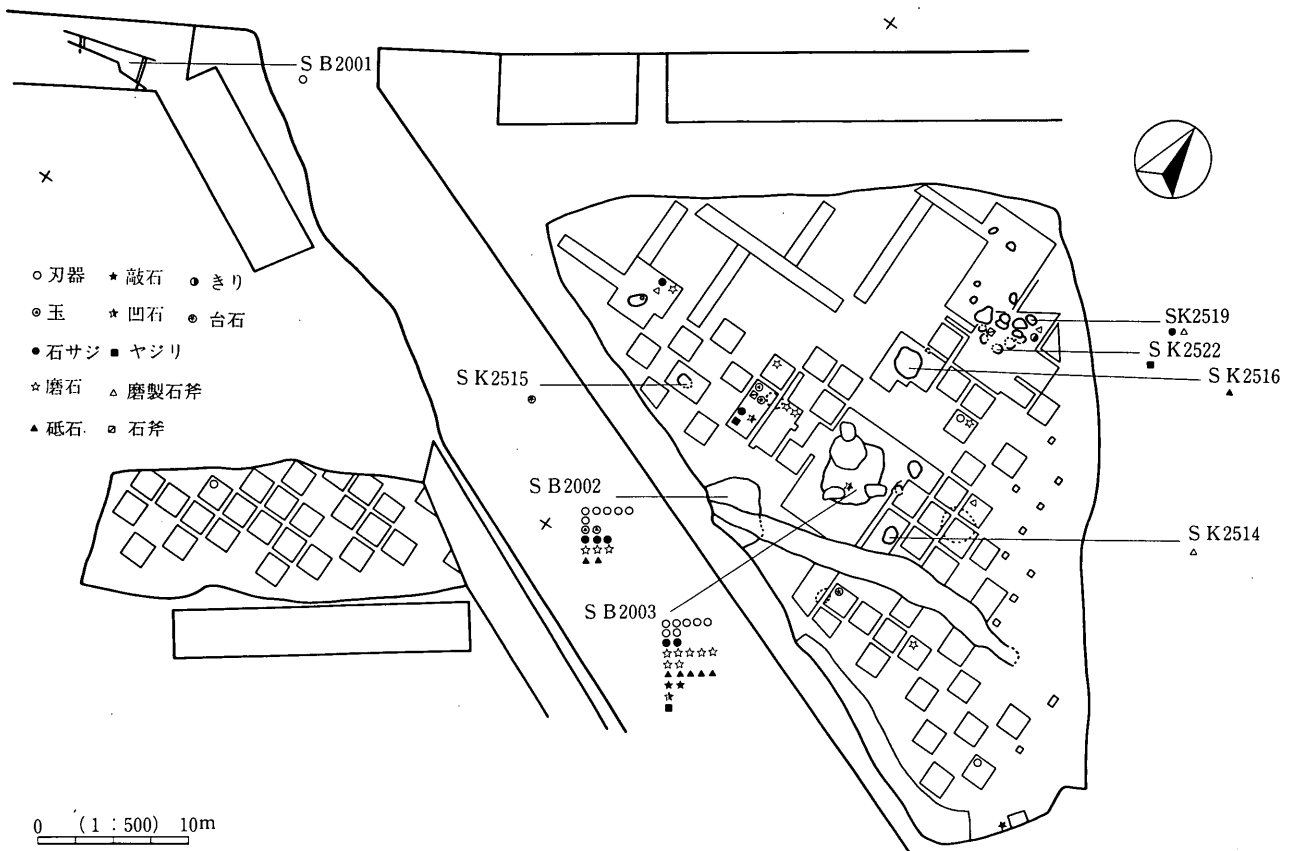 S B2001
○ 刃器 ★ 敲石 ◑ きり
◉ 玉 凹石 台石
● 石サジ ■ ヤジリ
☆ 磨石 △ 磨製石斧
▲ 砥石 ⧄ 石斧
SK2519
S K2522
S K2516
S K2515
S B2002
S K2514
S B2003
0 (1 : 500) 10m